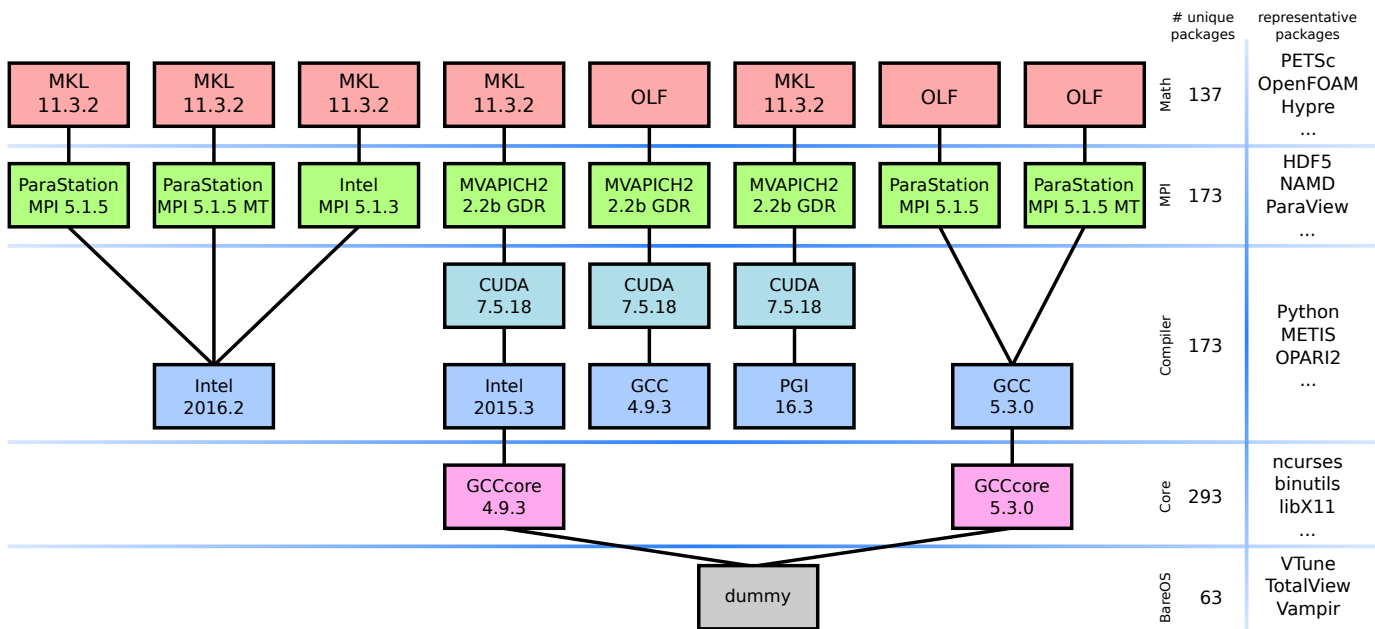 # unique
packages
representative
packages
MKL
11.3.2
MKL
11.3.2
MKL
11.3.2
MKL
11.3.2
OLF
MKL
11.3.2
OLF
OLF
Math
137
PETSc
OpenFOAM
Hypre
...
ParaStation
MPI 5.1.5
ParaStation
MPI 5.1.5 MT
Intel
MPI 5.1.3
MVAPICH2
2.2b GDR
MVAPICH2
2.2b GDR
MVAPICH2
2.2b GDR
ParaStation
MPI 5.1.5
ParaStation
MPI 5.1.5 MT
MPI
173
HDF5
NAMD
ParaView
...
CUDA
7.5.18
CUDA
7.5.18
CUDA
7.5.18
Intel
2016.2
Intel
2015.3
GCC
4.9.3
PGI
16.3
GCC
5.3.0
Compiler
173
Python
METIS
OPARI2
...
GCCcore
4.9.3
GCCcore
5.3.0
Core
293
ncurses
binutils
libX11
...
dummy
BareOS
63
VTune
TotalView
Vampir